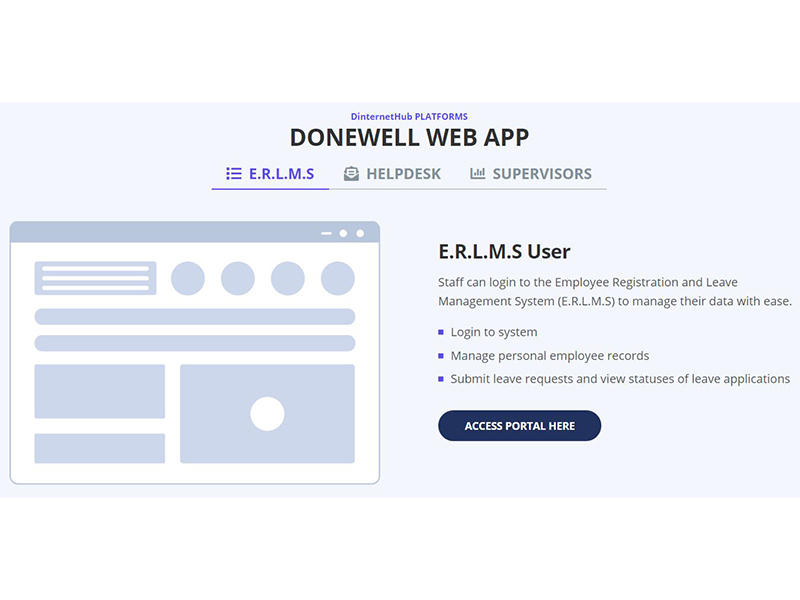 DinternetHub PLATFORMS
DONEWELL WEB APP
E.R.L.M.S
HELPDESK
SUPERVISORS
E.R.L.M.S User
Staff can login to the Employee Registration and Leave
Management System (E.R.L.M.S) to manage their data with ease.
Login to system
Manage personal employee records
Submit leave requests and view statuses of leave applications
ACCESS PORTAL HERE